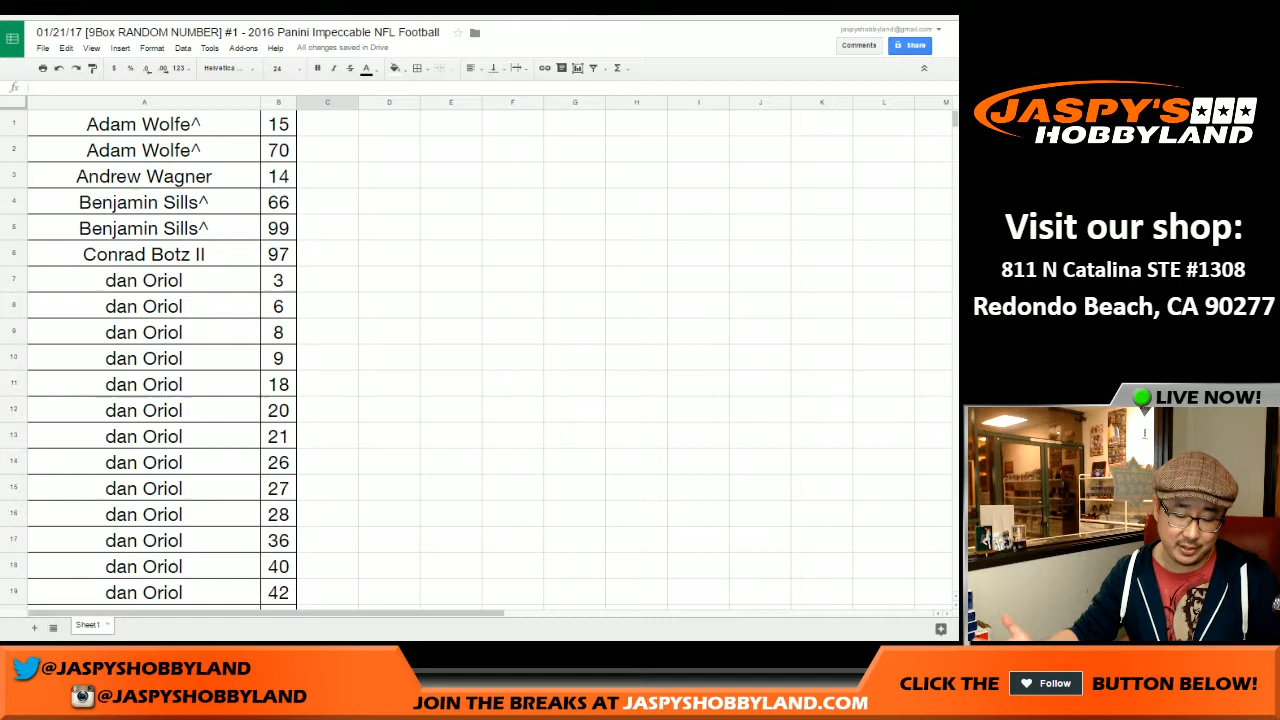 01/21/17 [9Box RANDOM NUMBER] #1 - 2016 Panini Impeccable NFL Football
jaspyshobbyland@gmail.com
File Edit View Insert Format Data Tools Add-ons Help All changes saved in Drive
Comments Share
$ % .0 .00 123 Helvetica... 24 B I S A
fx
A B C D E F G H I J K L M
1 Adam Wolfe^ 15
2 Adam Wolfe^ 70
3 Andrew Wagner 14
4 Benjamin Sills^ 66
5 Benjamin Sills^ 99
6 Conrad Botz II 97
7 dan Oriol 3
8 dan Oriol 6
9 dan Oriol 8
10 dan Oriol 9
11 dan Oriol 18
12 dan Oriol 20
13 dan Oriol 21
14 dan Oriol 26
15 dan Oriol 27
16 dan Oriol 28
17 dan Oriol 36
18 dan Oriol 40
19 dan Oriol 42
Sheet1
JASPY'S
HOBBYLAND
Visit our shop:
811 N Catalina STE #1308
Redondo Beach, CA 90277
LIVE NOW!
@JASPYSHOBBYLAND
@JASPYSHOBBYLAND
JOIN THE BREAKS AT JASPYSHOBBYLAND.COM
CLICK THE Follow BUTTON BELOW!